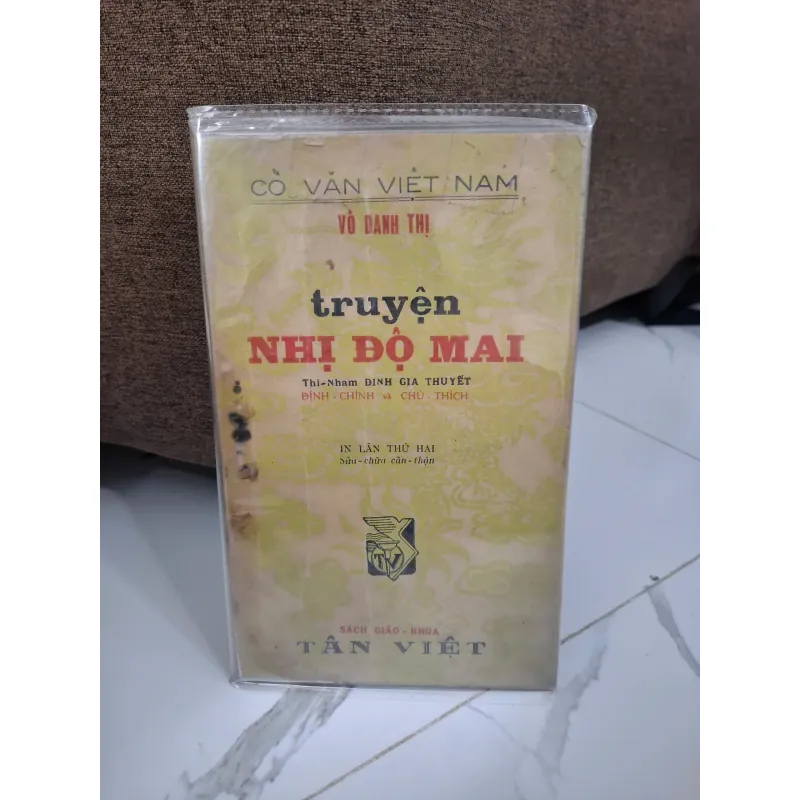 CỔ VĂN VIỆT NAM
VÔ DANH THỊ
truyện
NHỊ ĐỘ MAI
Thi-Nham ĐINH GIA THUYẾT
ĐÍNH - CHÍNH và CHÚ - THÍCH
IN LẦN THỨ HAI
Sửa-chữa cẩn-thận
TV
SÁCH GIÁO - KHOA
TÂN VIỆT